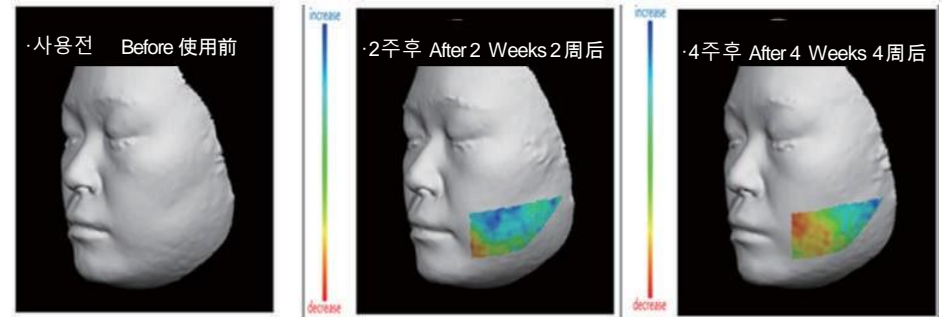 ·사용전 Before 使用前
increase
·2주후 After 2 Weeks 2周后
decrease
increase
·4주후 After 4 Weeks 4周后
decrease